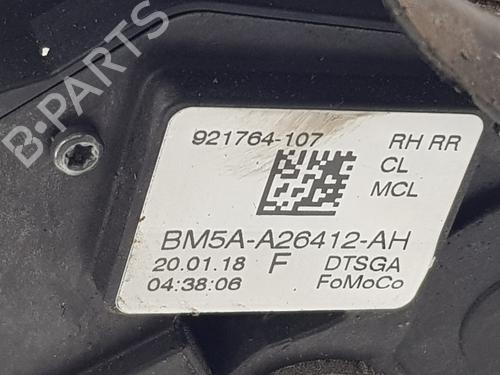 B-PARTS
921764-107 RH RR
CL
MCL
BM5A-A26412-AH
20.01.18 F DTSGA
04:38:06 FoMoCo